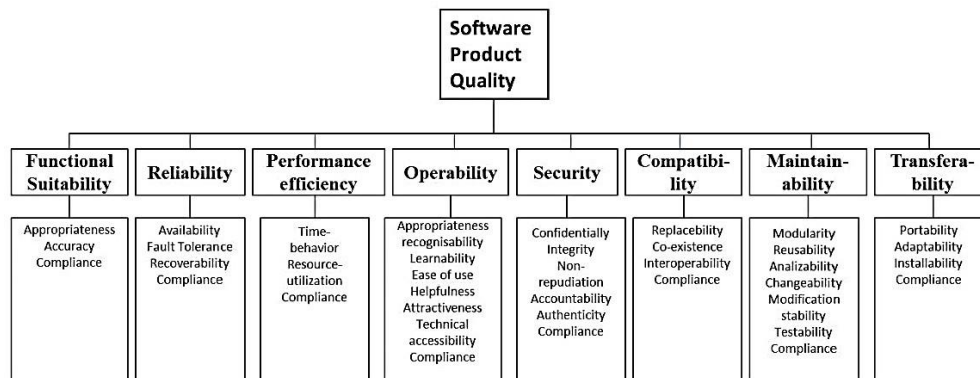 Software
Product
Quality
Functional
Suitability
Reliability
Performance
efficiency
Operability
Security
Compatibi-
lity
Maintain-
ability
Transfera-
bility
Appropriateness
Accuracy
Compliance
Availability
Fault Tolerance
Recoverability
Compliance
Time-
behavior
Resource-
utilization
Compliance
Appropriateness
recognisability
Learnability
Ease of use
Helpfulness
Attractiveness
Technical
accessibility
Compliance
Confidentially
Integrity
Non-
repudiation
Accountability
Authenticity
Compliance
Replacebility
Co-existence
Interoperability
Compliance
Modularity
Reusability
Analizability
Changeability
Modification
stability
Testability
Compliance
Portability
Adaptability
Installability
Compliance